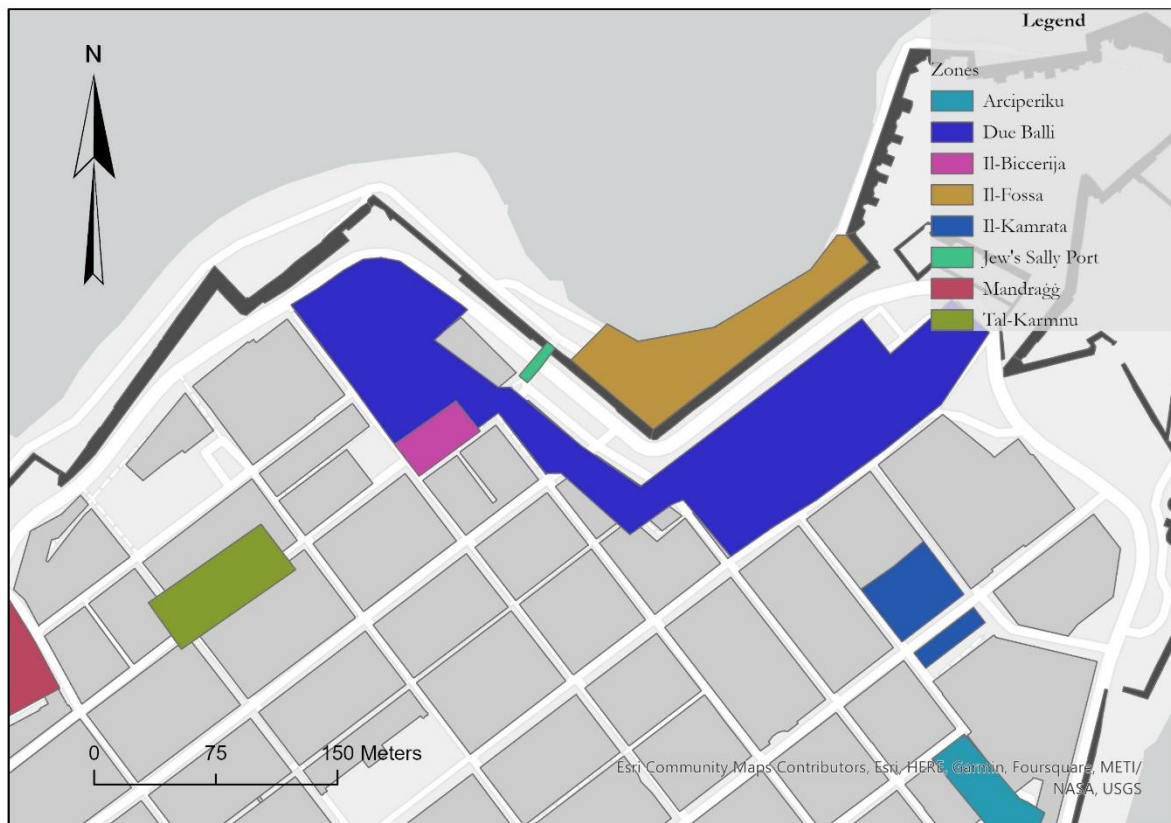 Legend
N
Zones
Arciperiku
Due Balli
Il-Biccerija
Il-Fossa
Il-Kamrata
Jew's Sally Port
Mandraġġ
Tal-Karmnu
0 75 150 Meters
Esri Community Maps Contributors, Esri, HERE, Garmin, Foursquare, METI/
NASA, USGS